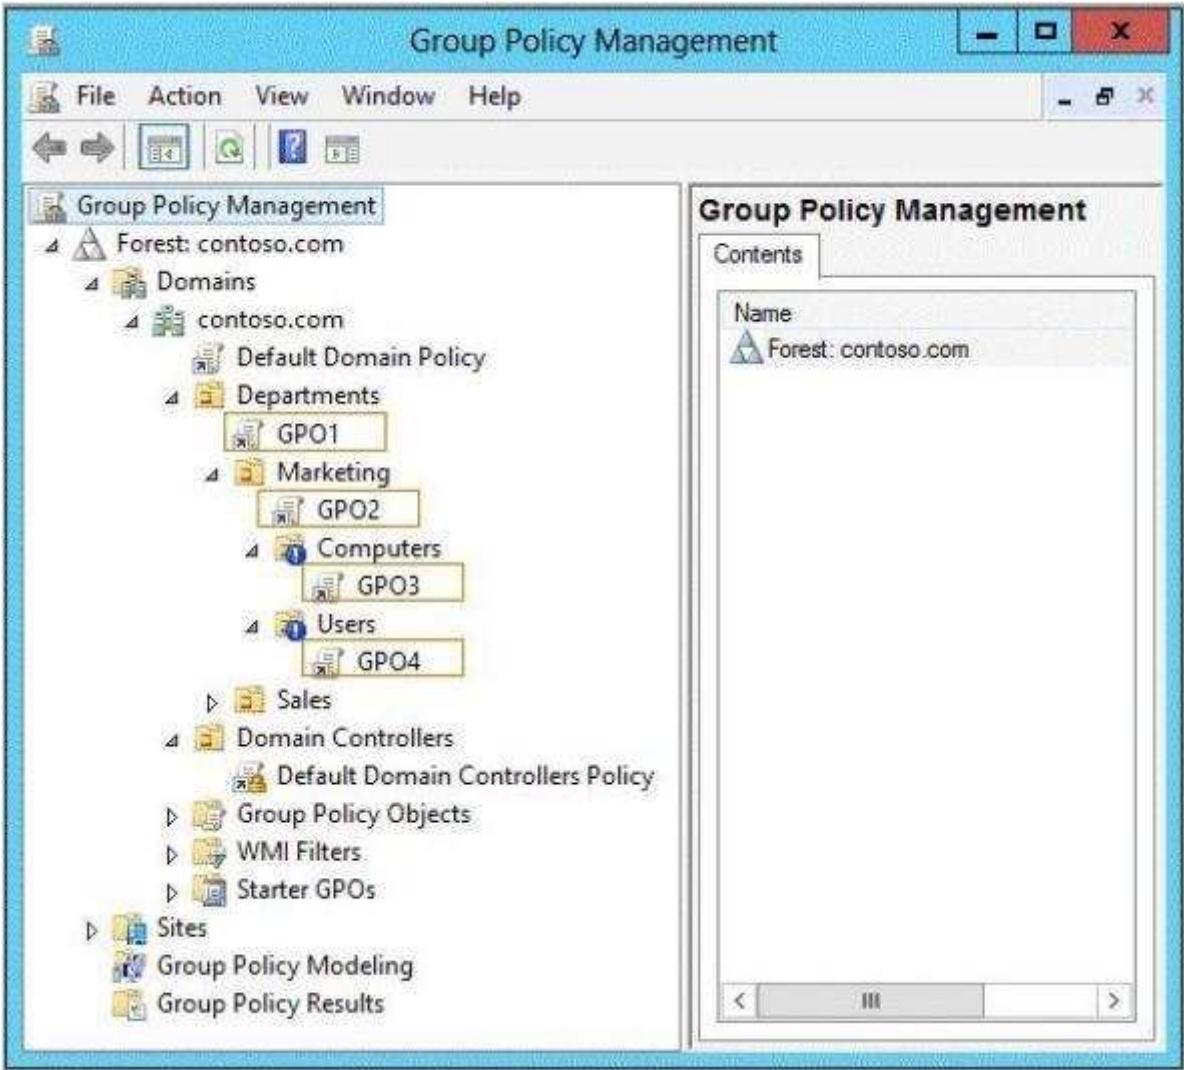 Group Policy Management
File Action View Window Help
Group Policy Management
Forest: contoso.com
Domains
contoso.com
Default Domain Policy
Departments
GPO1
Marketing
GPO2
Computers
GPO3
Users
GPO4
Sales
Domain Controllers
Default Domain Controllers Policy
Group Policy Objects
WMI Filters
Starter GPOs
Sites
Group Policy Modeling
Group Policy Results
Group Policy Management
Contents
Name
Forest: contoso.com